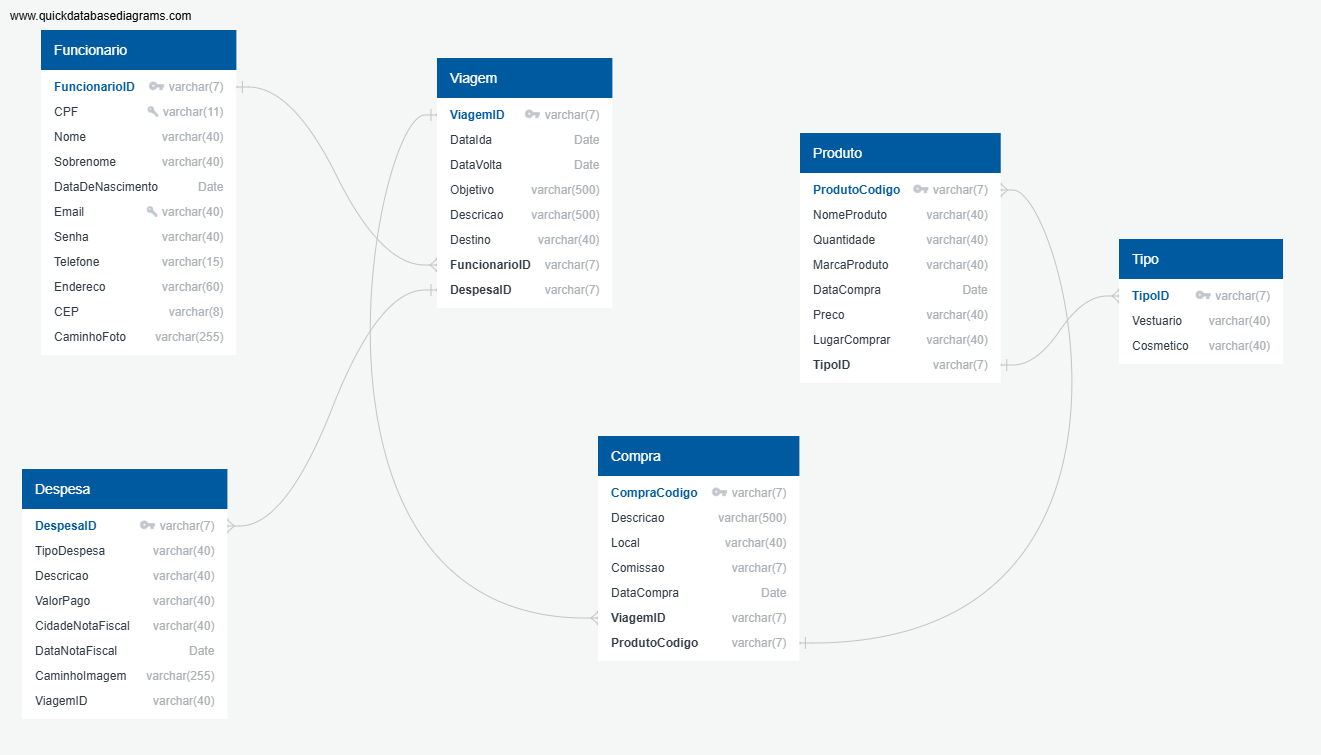 www.quickdatabasediagrams.com
Funcionario
FuncionarioID varchar(7)
CPF varchar(11)
Nome varchar(40)
Sobrenome varchar(40)
DataDeNascimento Date
Email varchar(40)
Senha varchar(40)
Telefone varchar(15)
Endereco varchar(60)
CEP varchar(8)
CaminhoFoto varchar(255)
Viagem
ViagemID varchar(7)
DataIda Date
DataVolta Date
Objetivo varchar(500)
Descricao varchar(500)
Destino varchar(40)
FuncionarioID varchar(7)
DespesaID varchar(7)
Produto
ProdutoCodigo varchar(7)
NomeProduto varchar(40)
Quantidade varchar(40)
MarcaProduto varchar(40)
DataCompra Date
Preco varchar(40)
LugarComprar varchar(40)
TipoID varchar(7)
Tipo
TipoID varchar(7)
Vestuario varchar(40)
Cosmetico varchar(40)
Despesa
DespesaID varchar(7)
TipoDespesa varchar(40)
Descricao varchar(40)
ValorPago varchar(40)
CidadeNotaFiscal varchar(40)
DataNotaFiscal Date
CaminhoImagem varchar(255)
ViagemID varchar(40)
Compra
CompraCodigo varchar(7)
Descricao varchar(500)
Local varchar(40)
Comissao varchar(7)
DataCompra Date
ViagemID varchar(7)
ProdutoCodigo varchar(7)